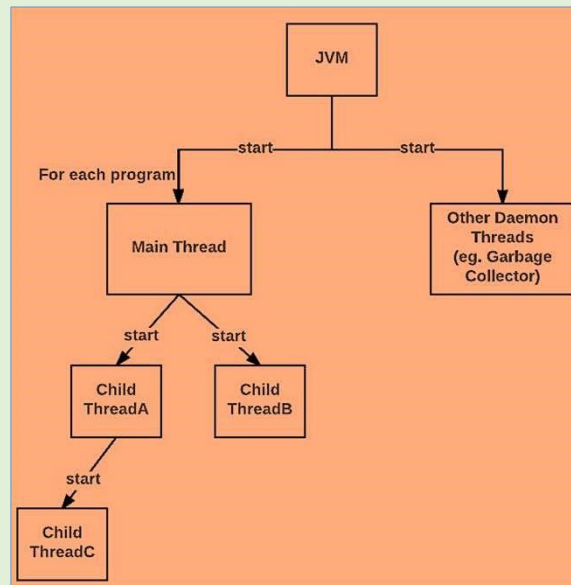 JVM
start
start
For each program
Main Thread
Other Daemon
Threads
(eg. Garbage
Collector)
start
start
Child
ThreadA
Child
ThreadB
start
Child
ThreadC